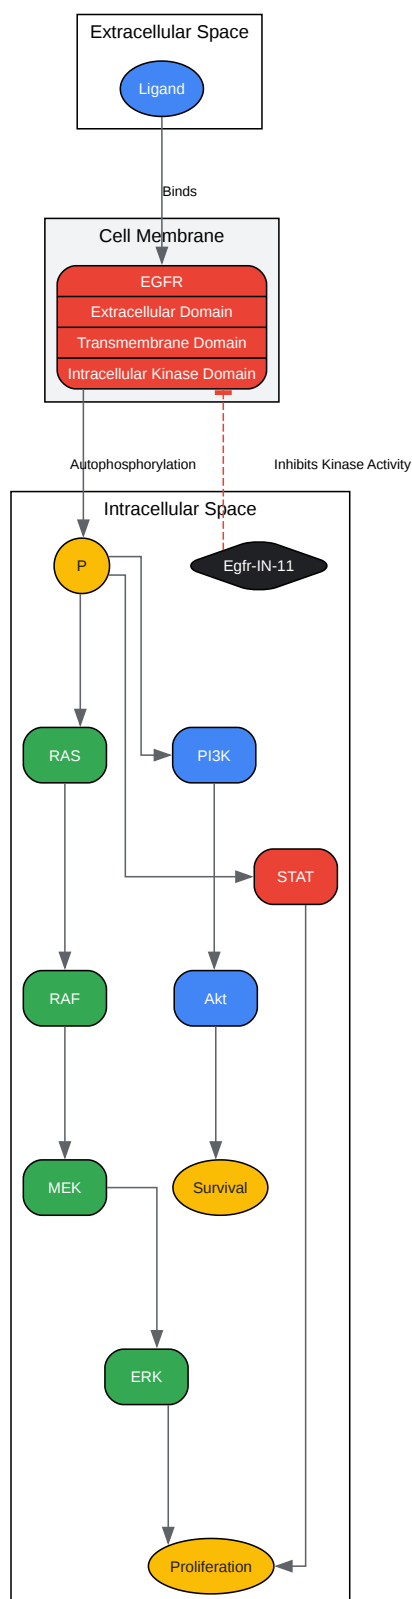 Extracellular Space
Ligand
Binds
Cell Membrane
EGFR
Extracellular Domain
Transmembrane Domain
Intracellular Kinase Domain
Autophosphorylation
Inhibits Kinase Activity
Intracellular Space
P
Egfr-IN-11
RAS
PI3K
STAT
RAF
Akt
MEK
Survival
ERK
Proliferation